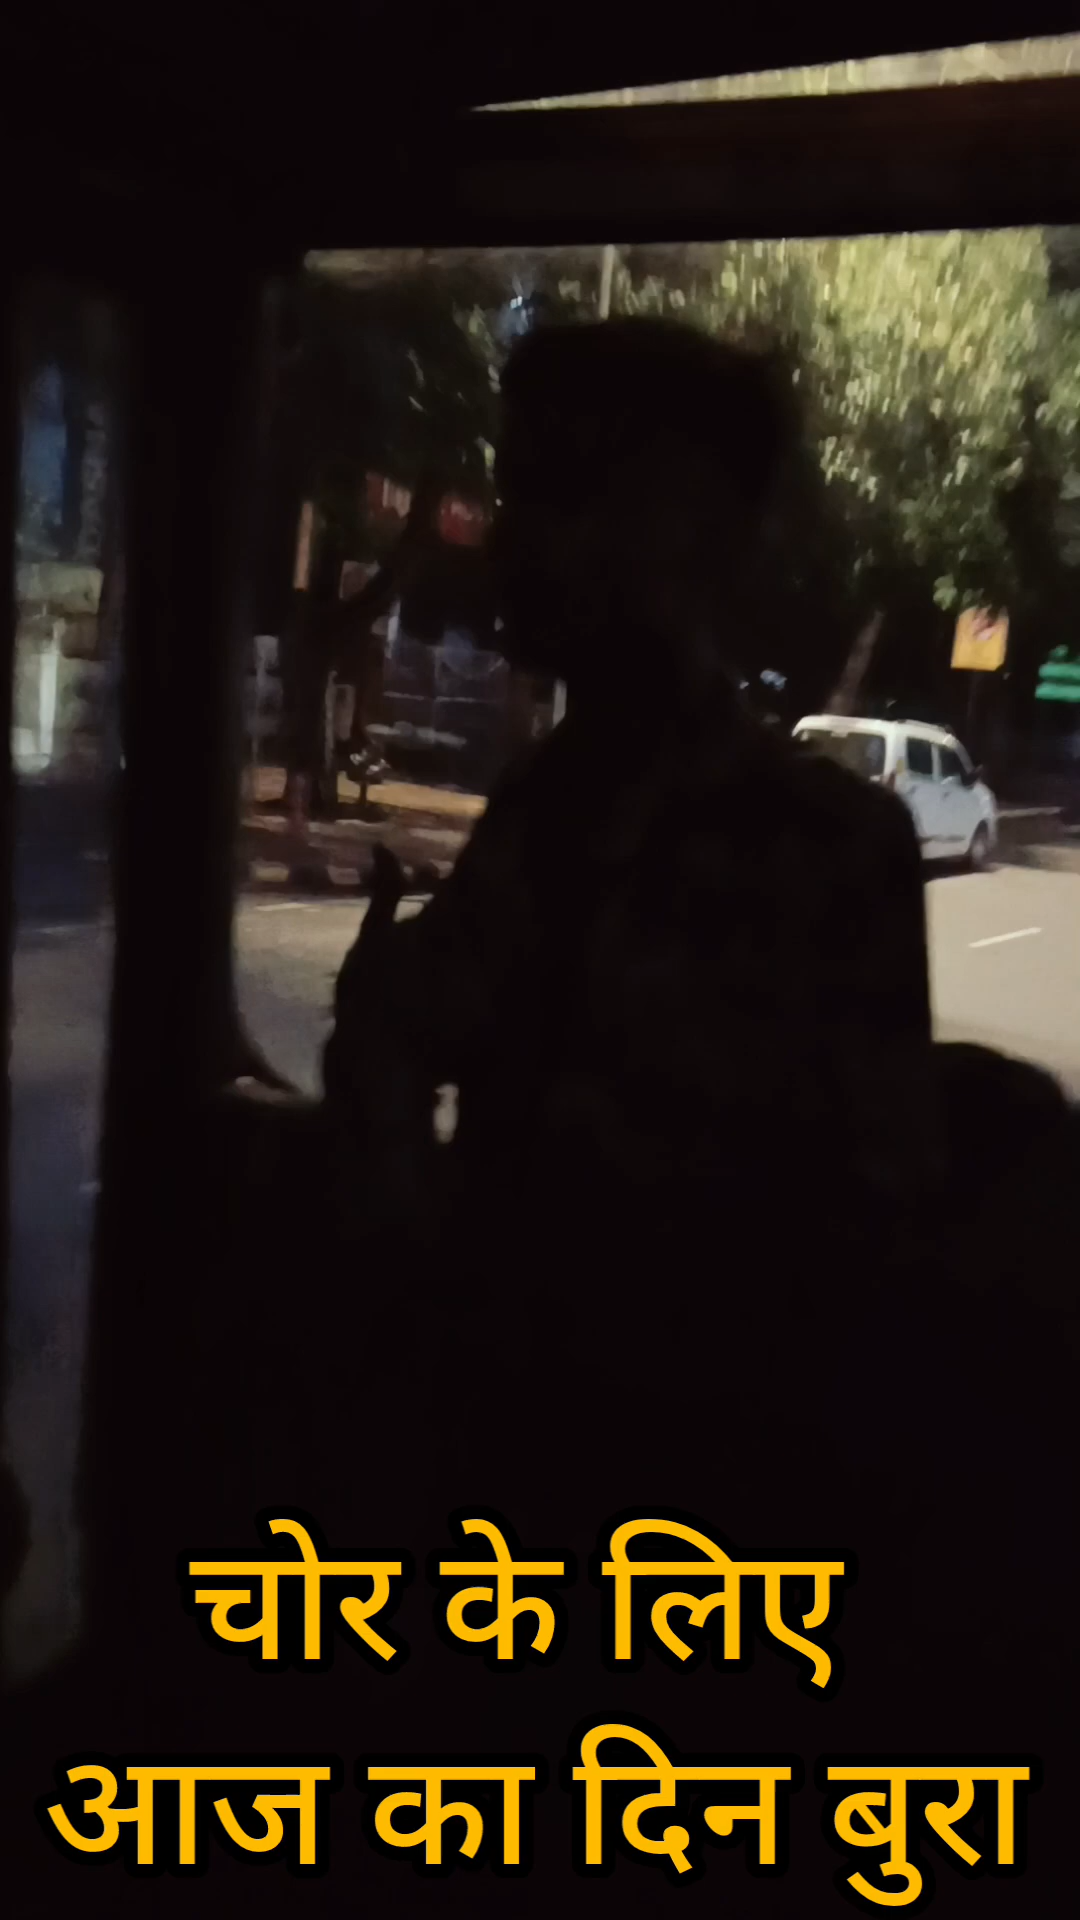 चोर के लिए
आज का दिन बुरा